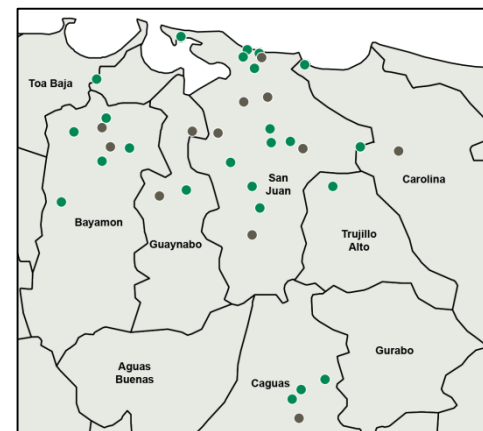 Toa Baja
San
Juan
Carolina
Bayamon
Guaynabo
Trujillo
Alto
Gurabo
Aguas
Buenas
Caguas